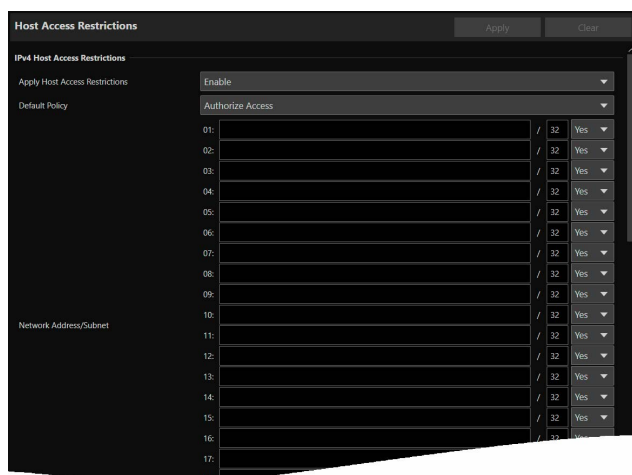 Host Access Restrictions Apply Clear
IPv4 Host Access Restrictions
Apply Host Access Restrictions Enable
Default Policy Authorize Access
01: / 32 Yes
02: / 32 Yes
03: / 32 Yes
04: / 32 Yes
05: / 32 Yes
06: / 32 Yes
07: / 32 Yes
08: / 32 Yes
09: / 32 Yes
Network Address/Subnet
10: / 32 Yes
11: / 32 Yes
12: / 32 Yes
13: / 32 Yes
14: / 32 Yes
15: / 32 Yes
16: / 32
17: